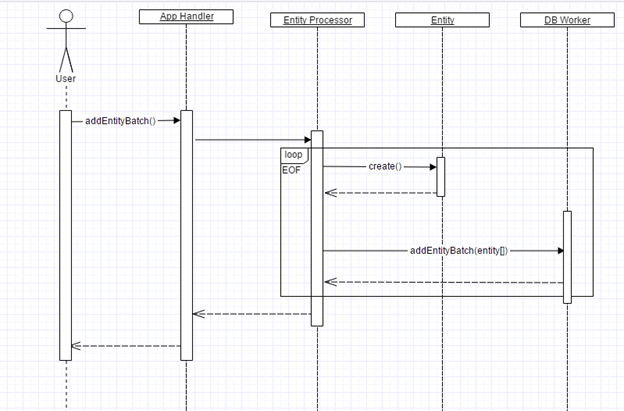 App Handler
Entity Processor
Entity
DB Worker
User
addEntityBatch()
loop
EOF
create()
addEntityBatch(entity[])